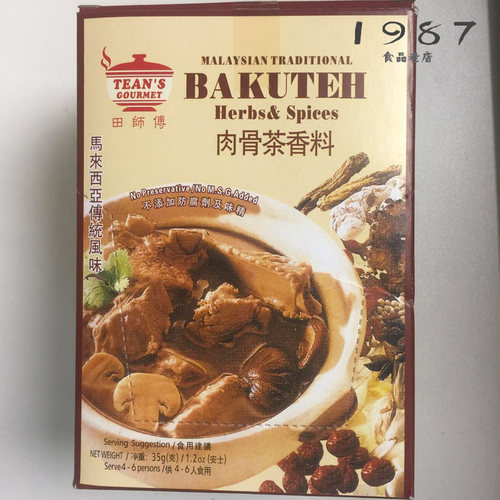 1987
食品老店
TEAN'S
GOURMET
田師傅
MALAYSIAN TRADITIONAL
BAKUTEH
Herbs & Spices
肉骨茶香料
馬來西亞傳統風味
No Preservative / No M.S.G Added
不添加防腐劑及味精
Serving Suggestion / 食用建議
NET WEIGHT / 淨重: 35g(克) / 1.2oz (安士)
Serve 4 - 6 persons / 供 4 - 6人食用